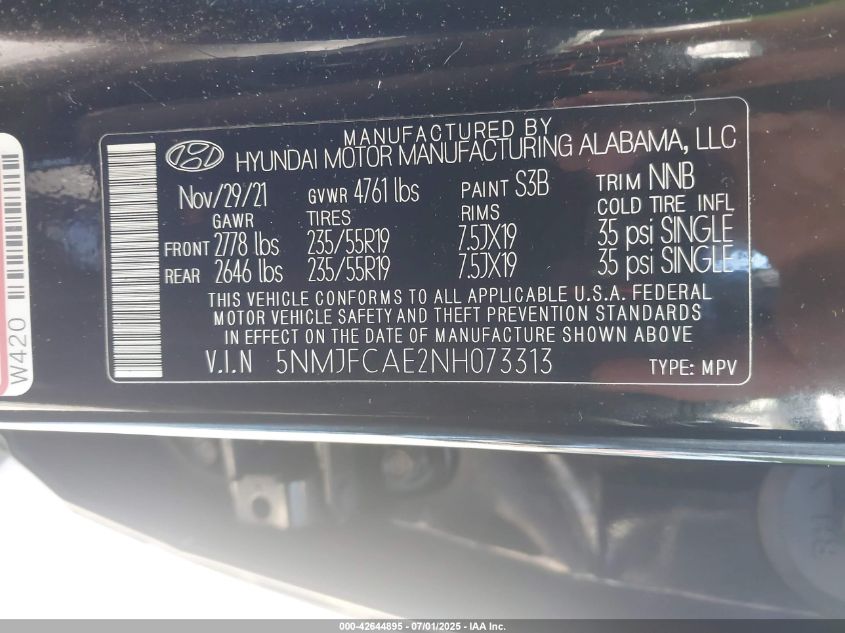 MANUFACTURED BY
HYUNDAI MOTOR MANUFACTURING ALABAMA, LLC
Nov/29/21 GVWR 4761 lbs PAINT S3B TRIM NNB
GAWR TIRES RIMS COLD TIRE INFL
FRONT 2778 lbs 235/55R19 7.5JX19 35 psi SINGLE
REAR 2646 lbs 235/55R19 7.5JX19 35 psi SINGLE
THIS VEHICLE CONFORMS TO ALL APPLICABLE U.S.A. FEDERAL
MOTOR VEHICLE SAFETY AND THEFT PREVENTION STANDARDS
IN EFFECT ON THE DATE OF MANUFACTURE SHOWN ABOVE
V.I.N 5NMJFCAE2NH073313 TYPE: MPV
W420
000-42644895 - 07/01/2025 - IAA Inc.